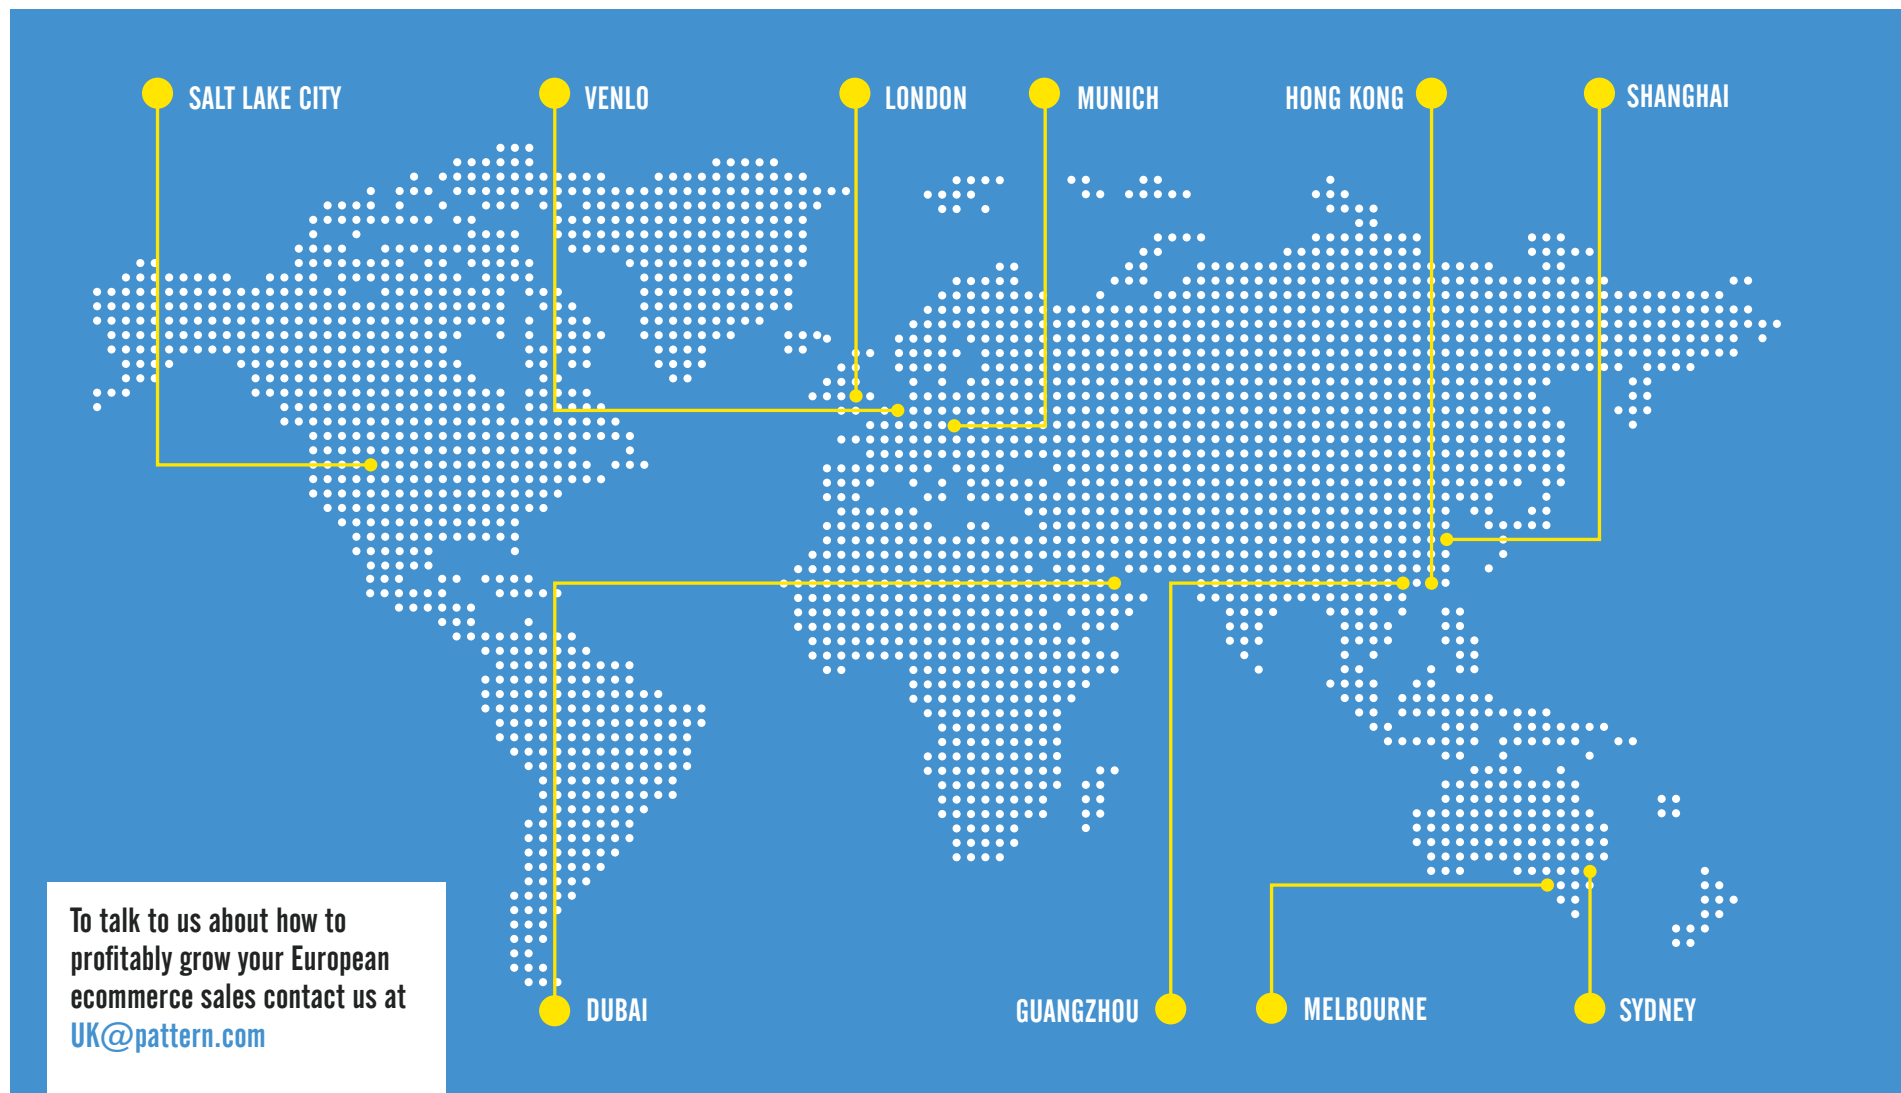 SALT LAKE CITY
VENLO
LONDON
MUNICH
HONG KONG
SHANGHAI
To talk to us about how to
profitably grow your European
ecommerce sales contact us at
UK@pattern.com
DUBAI
GUANGZHOU
MELBOURNE
SYDNEY